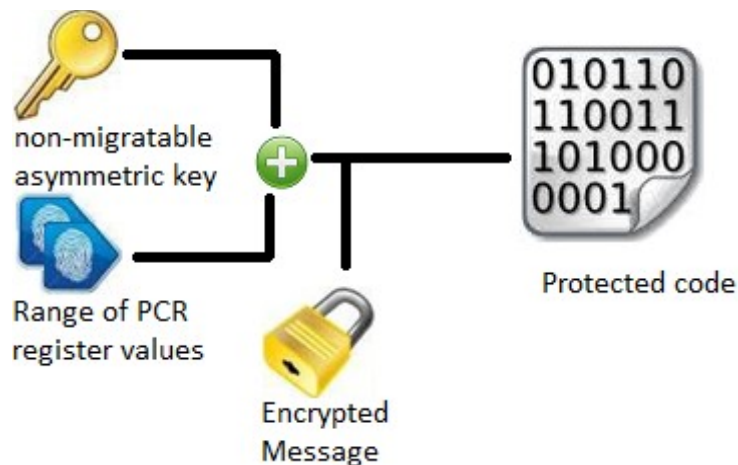 non-migratable
asymmetric key
Range of PCR
register values
Encrypted
Message
010110
110011
101000
0001
Protected code